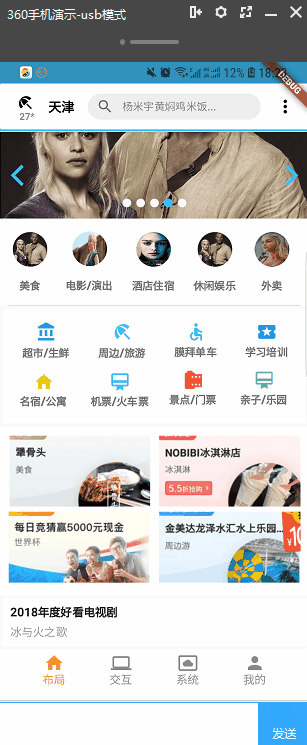 360手机演示-usb模式
12% 18:2
DEBUG
27° 天津 杨米宇黄焖鸡米饭...
美食 电影/演出 酒店住宿 休闲娱乐 外卖
超市/生鲜 周边/旅游 膜拜单车 学习培训
名宿/公寓 机票/火车票 景点/门票 亲子/乐园
犟骨头 NOBIBI冰淇淋店
美食 冰淇淋
5.5折抢购 >
每日竞猜赢5000元现金 金美达龙泽水汇水上乐园...
世界杯 周边游
2018年度好看电视剧
冰与火之歌
布局 交互 系统 我的
发送